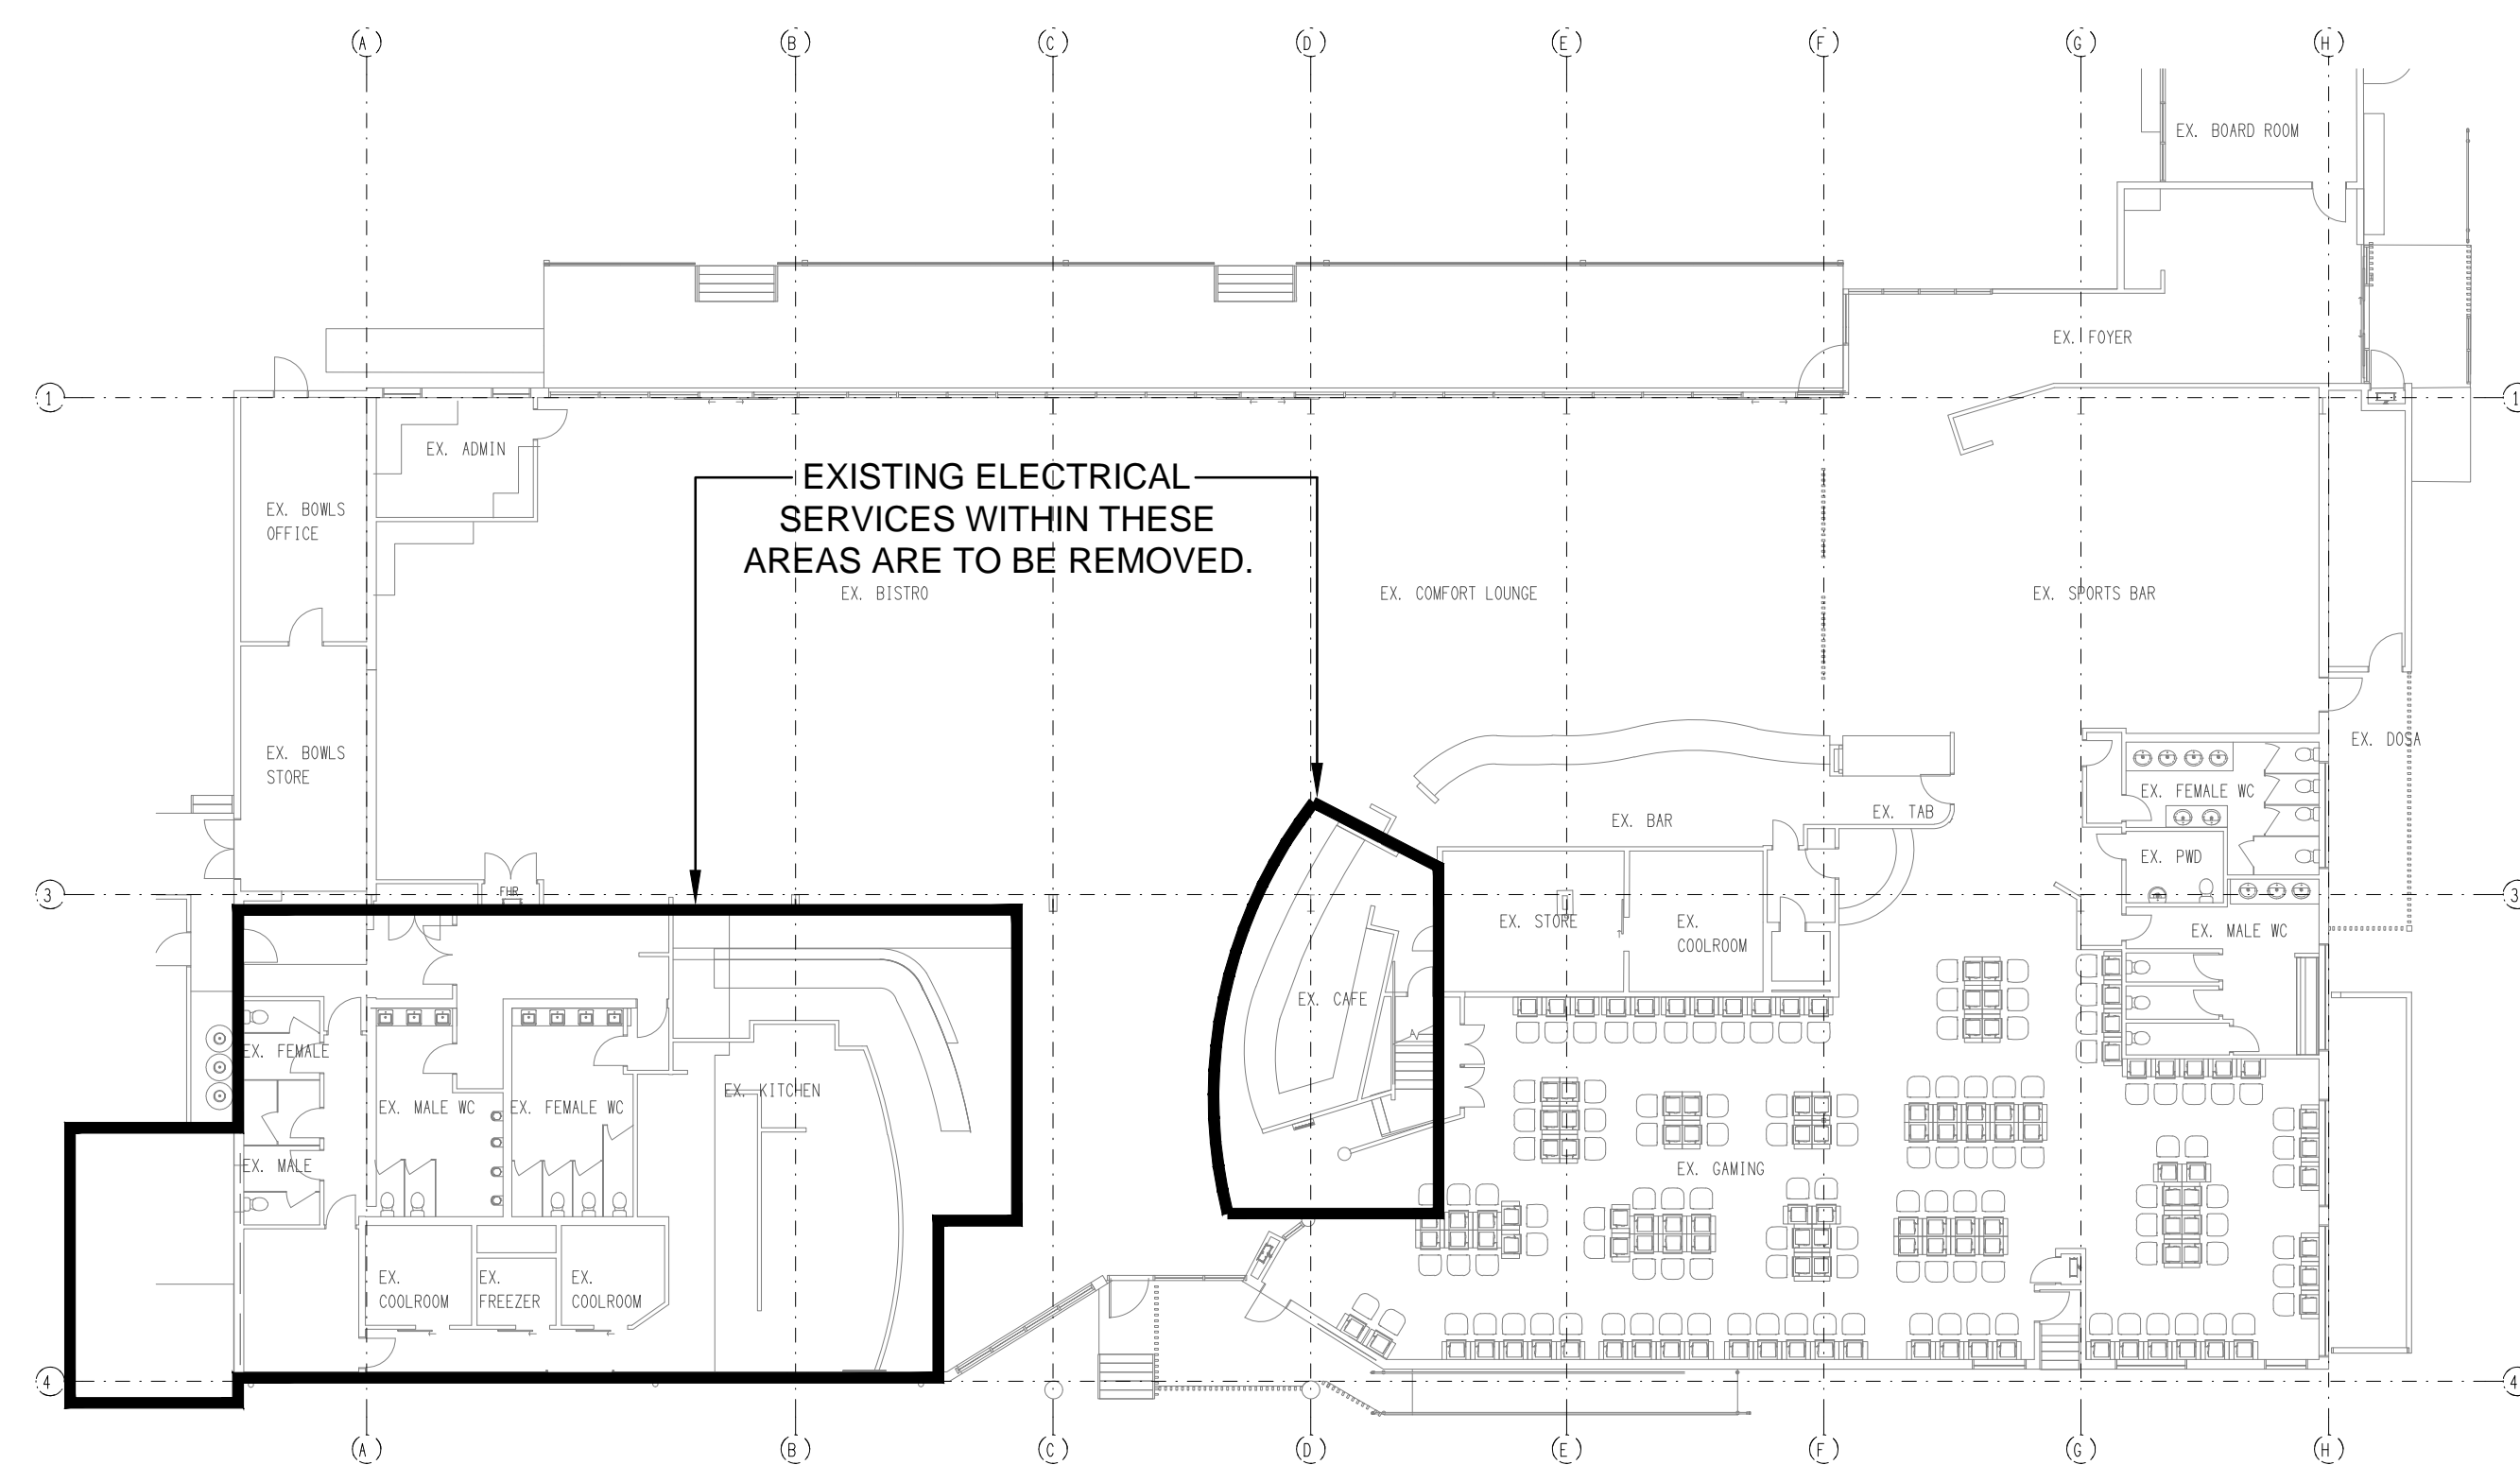 A B C D E F G H
EX. BOARD ROOM
EX. FOYER
1 1
EX. ADMIN
EXISTING ELECTRICAL
SERVICES WITHIN THESE
AREAS ARE TO BE REMOVED.
EX. BOWLS
OFFICE
EX. BISTRO
EX. COMFORT LOUNGE
EX. SPORTS BAR
EX. BOWLS
STORE
EX. DOSA
EX. FEMALE WC
EX. TAB
EX. BAR
EX. PWD
FHR
3 3
EX. STORE
EX.
COOLROOM
EX. MALE WC
EX. CAFE
EX. FEMALE
EX. KITCHEN
EX. MALE WC
EX. FEMALE WC
EX. MALE
EX. GAMING
EX.
COOLROOM
EX.
FREEZER
EX.
COOLROOM
4 4
A B C D E F G H